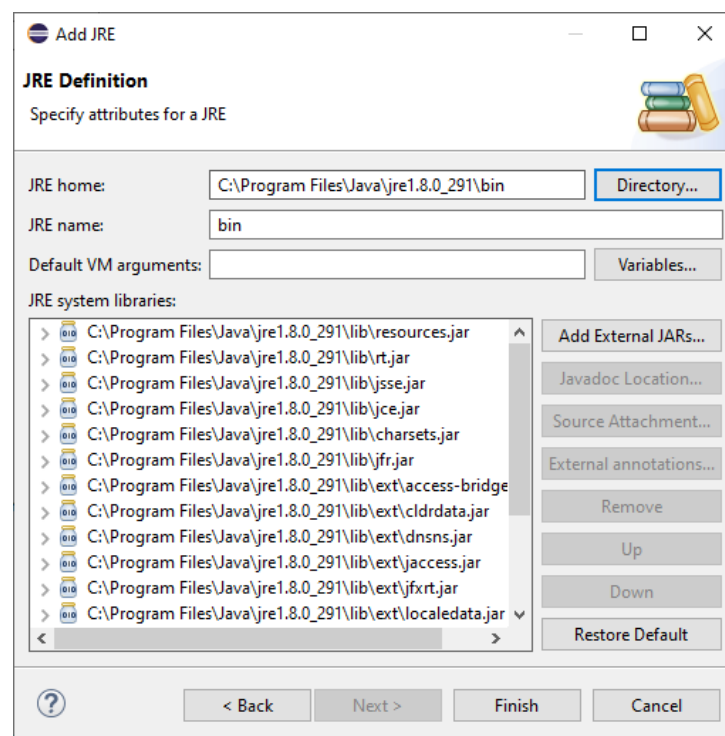 Add JRE
JRE Definition
Specify attributes for a JRE
JRE home: C:\Program Files\Java\jre1.8.0_291\bin Directory...
JRE name: bin
Default VM arguments: Variables...
JRE system libraries:
C:\Program Files\Java\jre1.8.0_291\lib\resources.jar
C:\Program Files\Java\jre1.8.0_291\lib\rt.jar
C:\Program Files\Java\jre1.8.0_291\lib\jsse.jar
C:\Program Files\Java\jre1.8.0_291\lib\jce.jar
C:\Program Files\Java\jre1.8.0_291\lib\charsets.jar
C:\Program Files\Java\jre1.8.0_291\lib\jfr.jar
C:\Program Files\Java\jre1.8.0_291\lib\ext\access-bridge
C:\Program Files\Java\jre1.8.0_291\lib\ext\cldrdata.jar
C:\Program Files\Java\jre1.8.0_291\lib\ext\dnsns.jar
C:\Program Files\Java\jre1.8.0_291\lib\ext\jaccess.jar
C:\Program Files\Java\jre1.8.0_291\lib\ext\jfxrt.jar
C:\Program Files\Java\jre1.8.0_291\lib\ext\localedata.jar
Add External JARs...
Javadoc Location...
Source Attachment...
External annotations...
Remove
Up
Down
Restore Default
? < Back Next > Finish Cancel